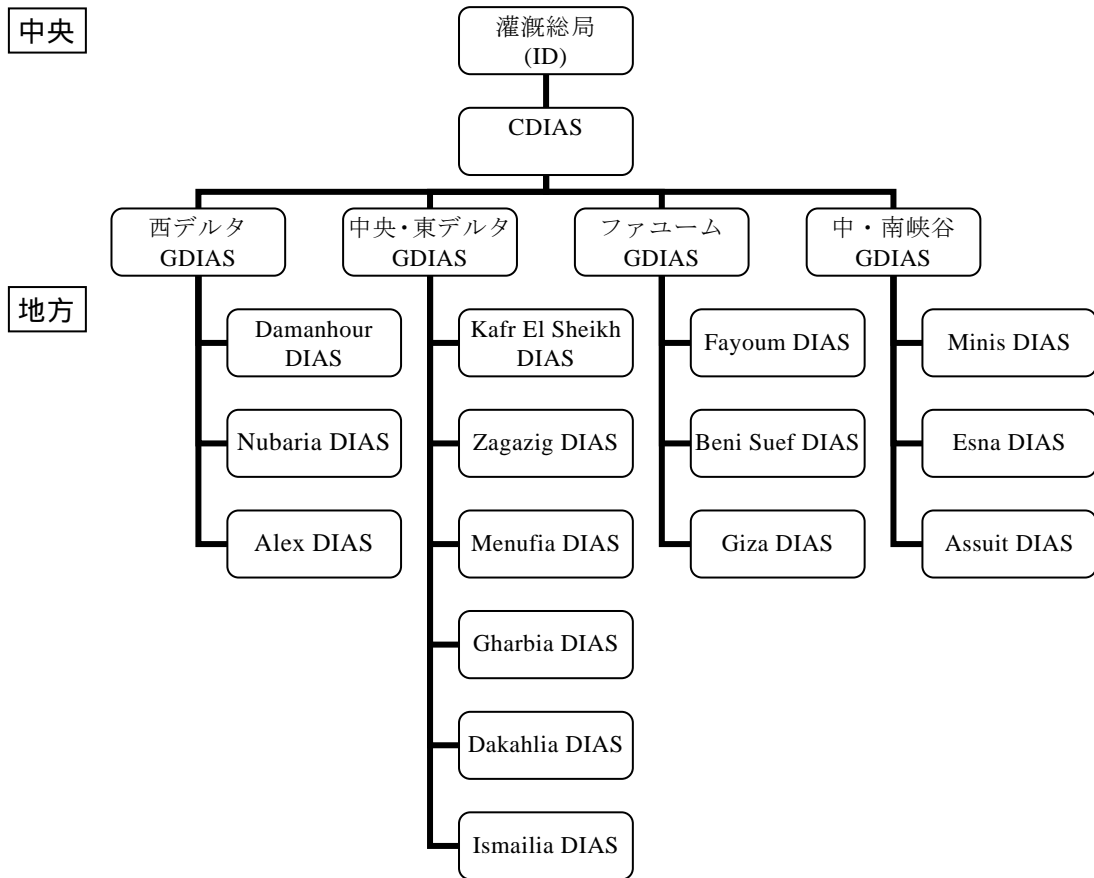 中央
灌漑総局
(ID)
CDIAS
西デルタ
GDIAS
中央・東デルタ
GDIAS
ファユーム
GDIAS
中・南峡谷
GDIAS
地方
Damanhour
DIAS
Nubaria DIAS
Alex DIAS
Kafr El Sheikh
DIAS
Zagazig DIAS
Menufia DIAS
Gharbia DIAS
Dakahlia DIAS
Ismailia DIAS
Fayoum DIAS
Beni Suef DIAS
Giza DIAS
Minis DIAS
Esna DIAS
Assuit DIAS